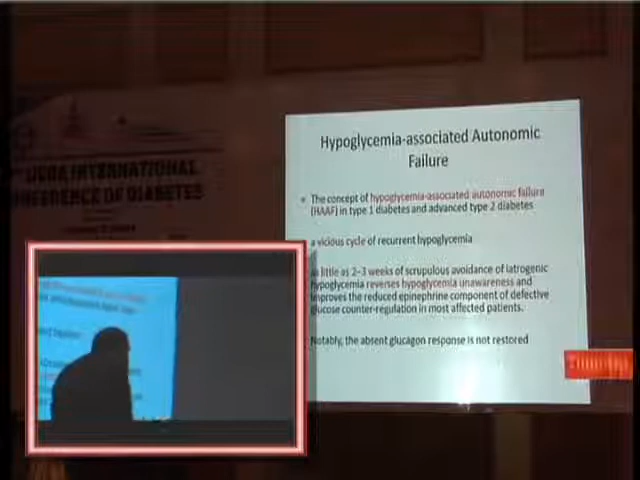 INTERNATIONAL
CONFERENCE OF DIABETES
Hypoglycemia-associated Autonomic
Failure
The concept of hypoglycemia-associated autonomic failure
(HAAF) in type 1 diabetes and advanced type 2 diabetes
a vicious cycle of recurrent hypoglycemia
little as 2–3 weeks of scrupulous avoidance of iatrogenic
hypoglycemia reverses hypoglycemia unawareness and
improves the reduced epinephrine component of defective
glucose counter-regulation in most affected patients.
Notably, the absent glucagon response is not restored